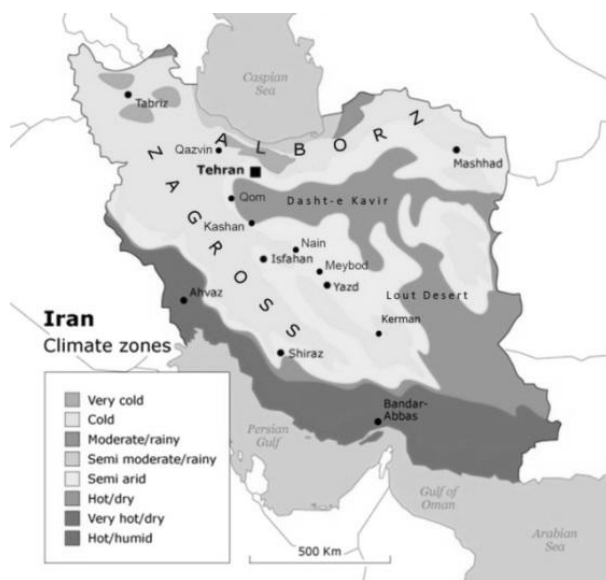 Caspian
Sea
Tabriz
Qazvin
ALBORZ
Mashhad
Tehran
ZAGROSS
Qom
Dasht-e Kavir
Kashan
Nain
Isfahan
Meybod
Yazd
Lout Desert
Ahvaz
Kerman
Iran
Climate zones
Shiraz
Bandar-
Abbas
Very cold
Cold
Moderate/rainy
Semi moderate/rainy
Semi arid
Hot/dry
Very hot/dry
Hot/humid
Persian
Gulf
Gulf of
Oman
Arabian
Sea
500 Km